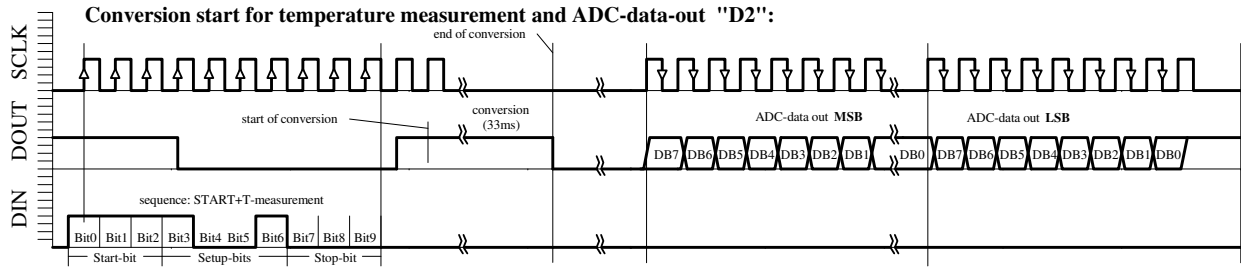 Conversion start for temperature measurement and ADC-data-out "D2":
end of conversion
SCLK
start of conversion
conversion
(33ms)
ADC-data out MSB
ADC-data out LSB
DOUT
DB7 DB6 DB5 DB4 DB3 DB2 DB1 DB0 DB7 DB6 DB5 DB4 DB3 DB2 DB1 DB0
sequence: START+T-measurement
DIN
Bit0 Bit1 Bit2 Bit3 Bit4 Bit5 Bit6 Bit7 Bit8 Bit9
Start-bit Setup-bits Stop-bit